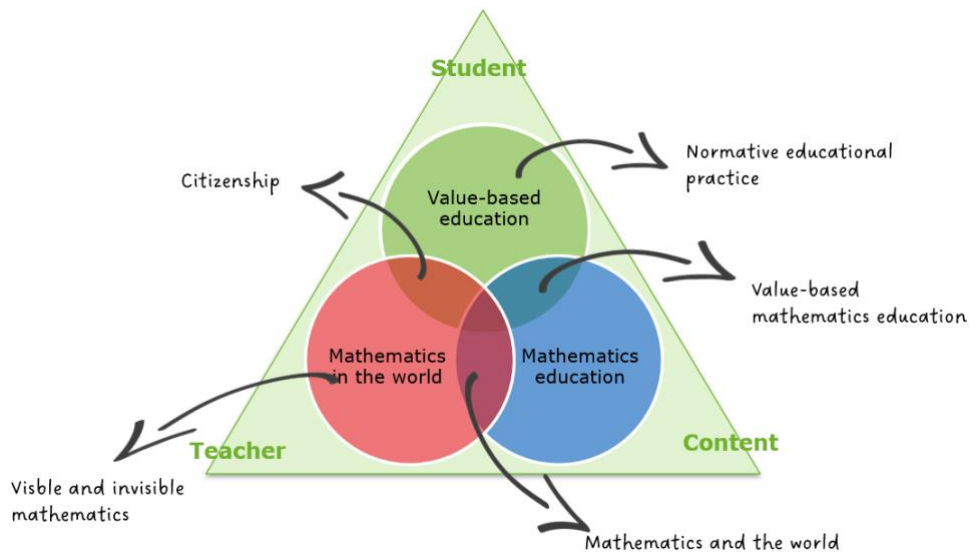 Student
Normative educational
practice
Citizenship
Value-based
education
Value-based
mathematics education
Mathematics
in the world
Mathematics
education
Teacher
Content
Visble and invisible
mathematics
Mathematics and the world